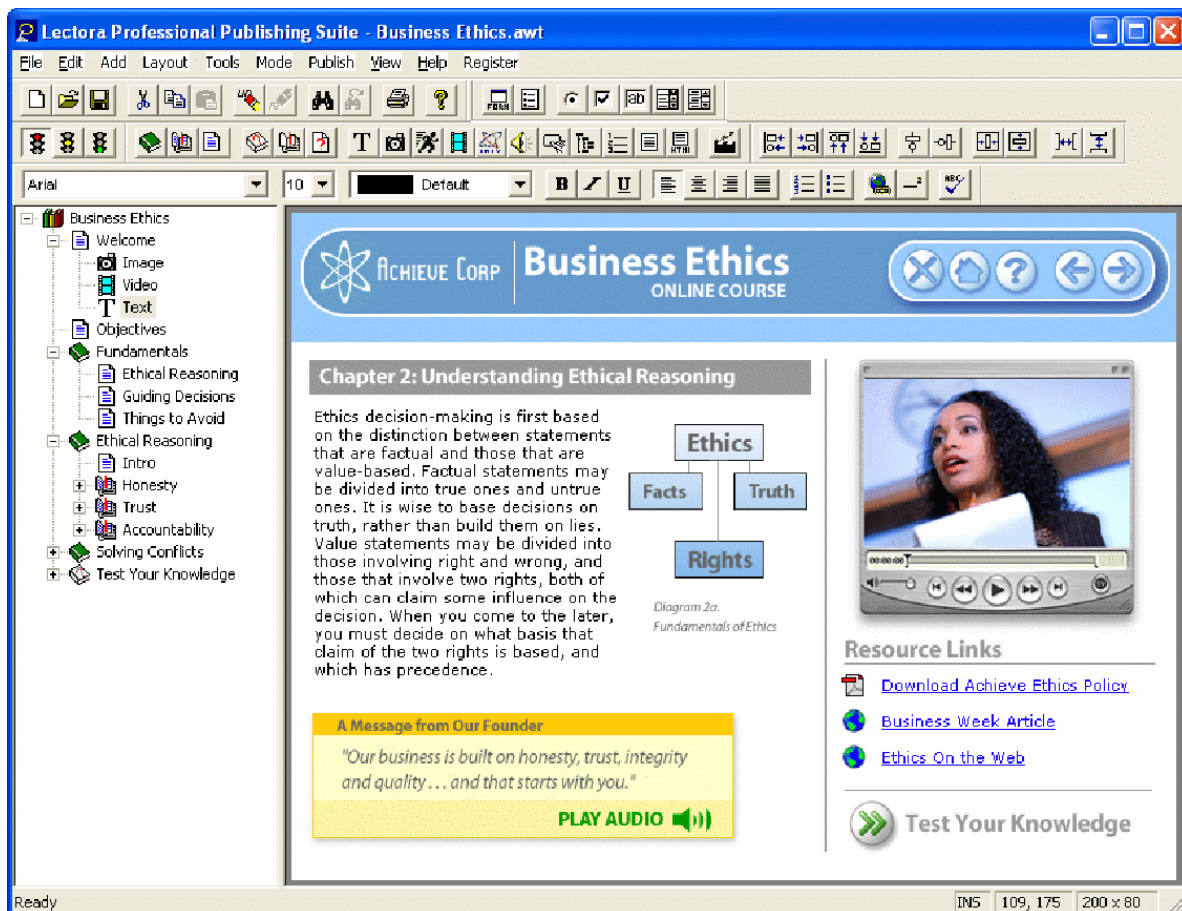 Lectora Professional Publishing Suite - Business Ethics.awt
File Edit Add Layout Tools Mode Publish View Help Register
Arial 10 Default B I U ABC
Business Ethics
Welcome
Image
Video
Text
Objectives
Fundamentals
Ethical Reasoning
Guiding Decisions
Things to Avoid
Ethical Reasoning
Intro
Honesty
Trust
Accountability
Solving Conflicts
Test Your Knowledge
ACHIEVE CORP
Business Ethics
ONLINE COURSE
Chapter 2: Understanding Ethical Reasoning
Ethics decision-making is first based
on the distinction between statements
that are factual and those that are
value-based. Factual statements may
be divided into true ones and untrue
ones. It is wise to base decisions on
truth, rather than build them on lies.
Value statements may be divided into
those involving right and wrong, and
those that involve two rights, both of
which can claim some influence on the
decision. When you come to the later,
you must decide on what basis that
claim of the two rights is based, and
which has precedence.
Ethics
Facts Truth
Rights
Diagram 2a.
Fundamentals of Ethics
A Message from Our Founder
"Our business is built on honesty, trust, integrity
and quality . . . and that starts with you."
PLAY AUDIO
00:00:00
Resource Links
Download Achieve Ethics Policy
Business Week Article
Ethics On the Web
Test Your Knowledge
Ready INS 109, 175 200 x 80